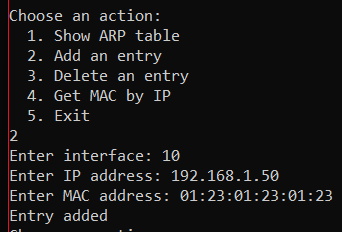 Choose an action:
  1. Show ARP table
  2. Add an entry
  3. Delete an entry
  4. Get MAC by IP
  5. Exit
2
Enter interface: 10
Enter IP address: 192.168.1.50
Enter MAC address: 01:23:01:23:01:23
Entry added